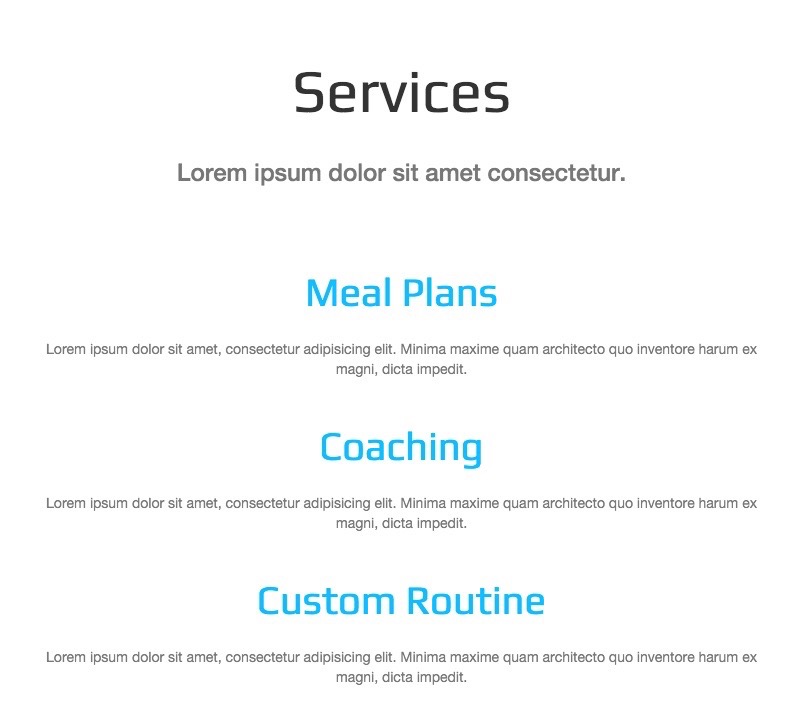 Services
Lorem ipsum dolor sit amet consectetur.
Meal Plans
Lorem ipsum dolor sit amet, consectetur adipisicing elit. Minima maxime quam architecto quo inventore harum ex
magni, dicta impedit.
Coaching
Lorem ipsum dolor sit amet, consectetur adipisicing elit. Minima maxime quam architecto quo inventore harum ex
magni, dicta impedit.
Custom Routine
Lorem ipsum dolor sit amet, consectetur adipisicing elit. Minima maxime quam architecto quo inventore harum ex
magni, dicta impedit.